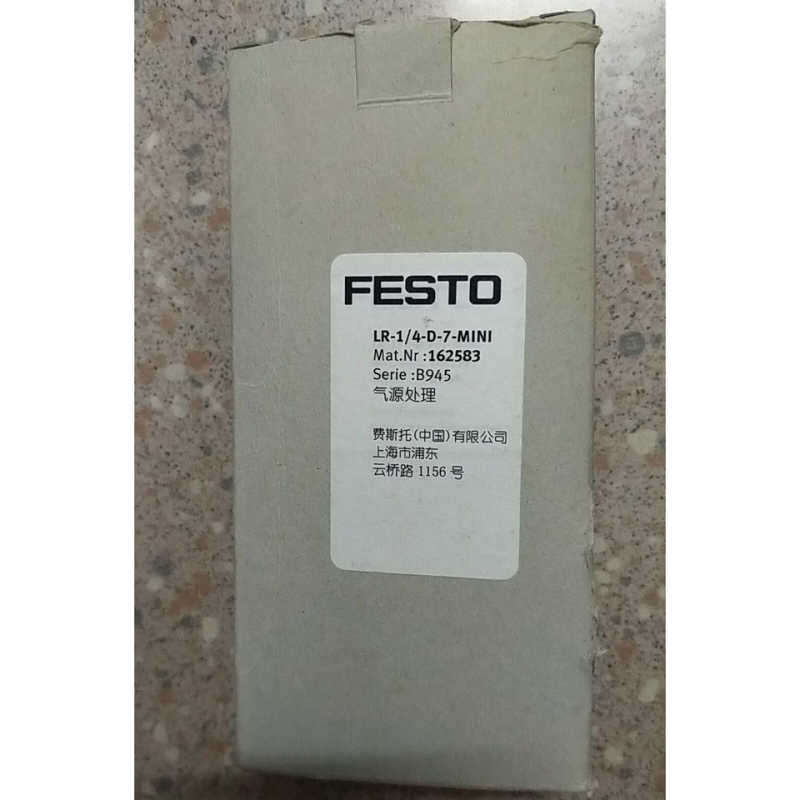 FESTO
LR-1/4-D-7-MINI
Mat.Nr :162583
Serie :B945
气源处理
费斯托(中国)有限公司
上海市浦东
云桥路 1156 号